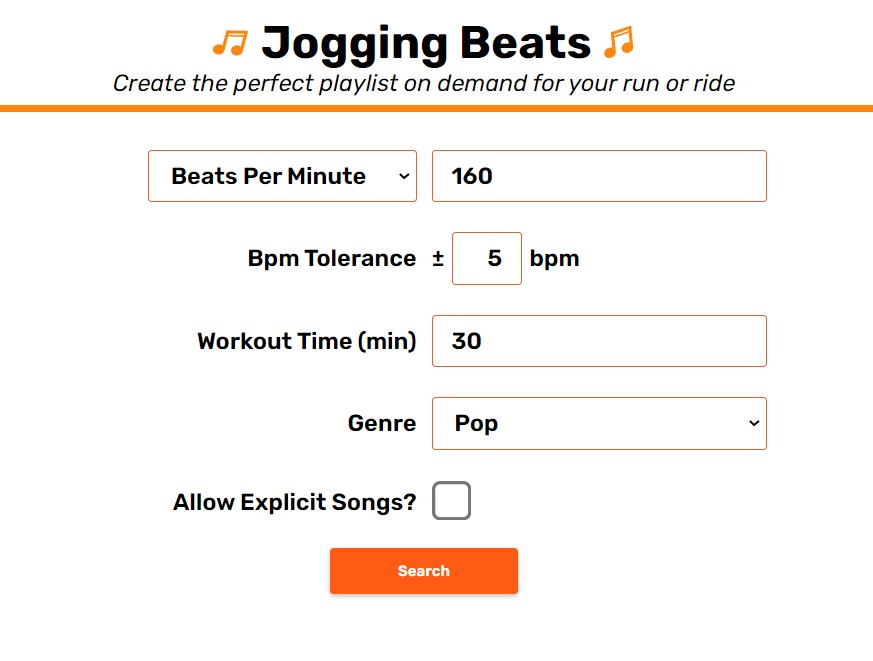 Jogging Beats
Create the perfect playlist on demand for your run or ride
Beats Per Minute 160
Bpm Tolerance ± 5 bpm
Workout Time (min) 30
Genre Pop
Allow Explicit Songs?
Search